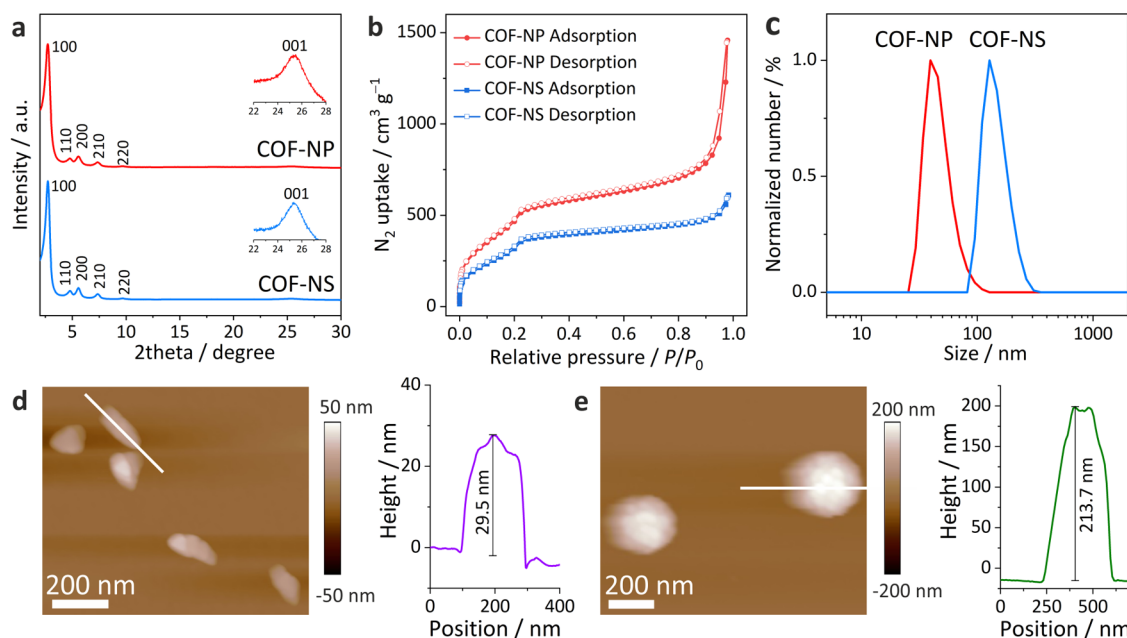 a
Intensity / a.u.
100
110
200
210
220
001
22 24 26 28
COF-NP
100
110
200
210
220
001
22 24 26 28
COF-NS
5 10 15 20 25 30
2theta / degree
b
N₂ uptake / cm³ g⁻¹
1500
1000
500
0
COF-NP Adsorption
COF-NP Desorption
COF-NS Adsorption
COF-NS Desorption
0.0 0.2 0.4 0.6 0.8 1.0
Relative pressure / P/P₀
c
Normalized number / %
1.0
0.5
0.0
COF-NP COF-NS
10 100 1000
Size / nm
d
200 nm
50 nm
-50 nm
Height / nm
40
20
0
29.5 nm
0 200 400
Position / nm
e
200 nm
200 nm
-200 nm
Height / nm
200
150
100
50
0
213.7 nm
0 250 500
Position / nm